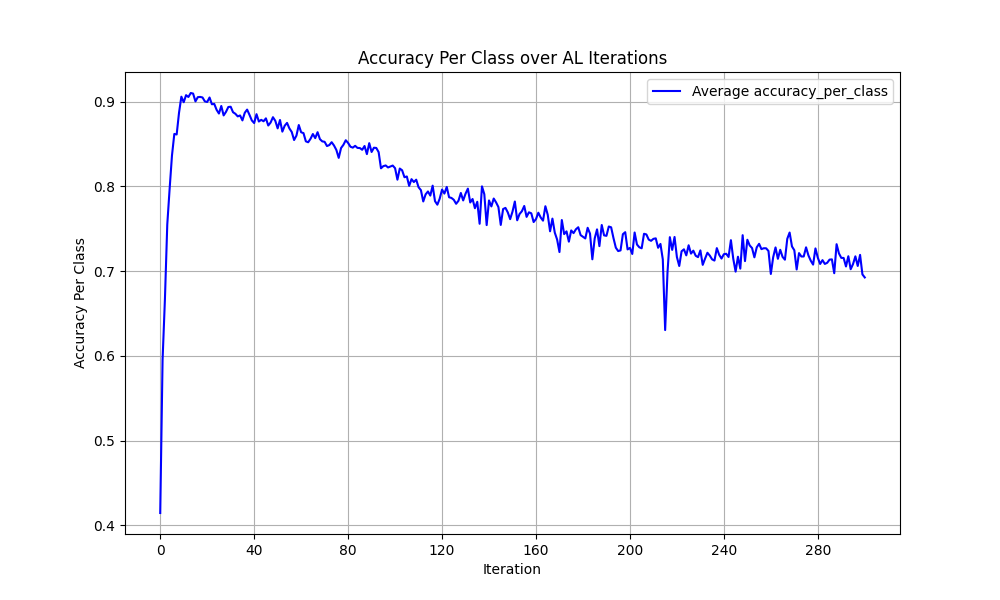 Accuracy Per Class over AL Iterations
Average accuracy_per_class
Accuracy Per Class
0.9
0.8
0.7
0.6
0.5
0.4
0 40 80 120 160 200 240 280
Iteration